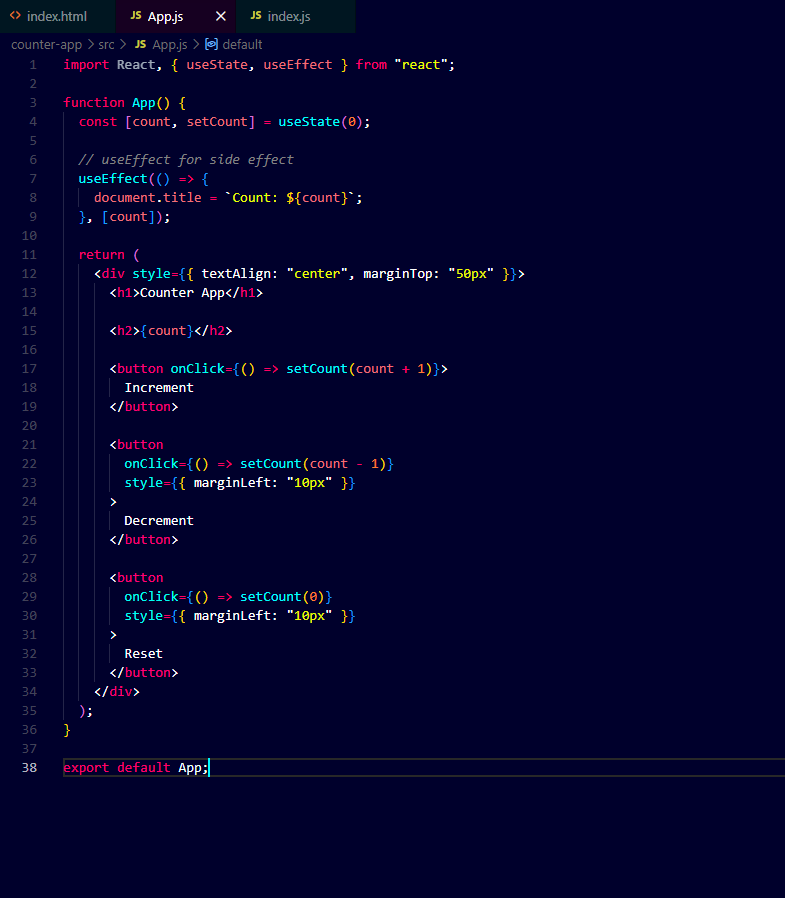 index.html JS App.js × JS index.js
counter-app > src > JS App.js > default
1 import React, { useState, useEffect } from "react";
2
3 function App() {
4   const [count, setCount] = useState(0);
5
6   // useEffect for side effect
7   useEffect(() => {
8     document.title = `Count: ${count}`;
9   }, [count]);
10
11   return (
12     <div style={{ textAlign: "center", marginTop: "50px" }}>
13       <h1>Counter App</h1>
14
15       <h2>{count}</h2>
16
17       <button onClick={() => setCount(count + 1)}>
18         Increment
19       </button>
20
21       <button
22         onClick={() => setCount(count - 1)}
23         style={{ marginLeft: "10px" }}
24       >
25         Decrement
26       </button>
27
28       <button
29         onClick={() => setCount(0)}
30         style={{ marginLeft: "10px" }}
31       >
32         Reset
33       </button>
34     </div>
35   );
36 }
37
38 export default App;